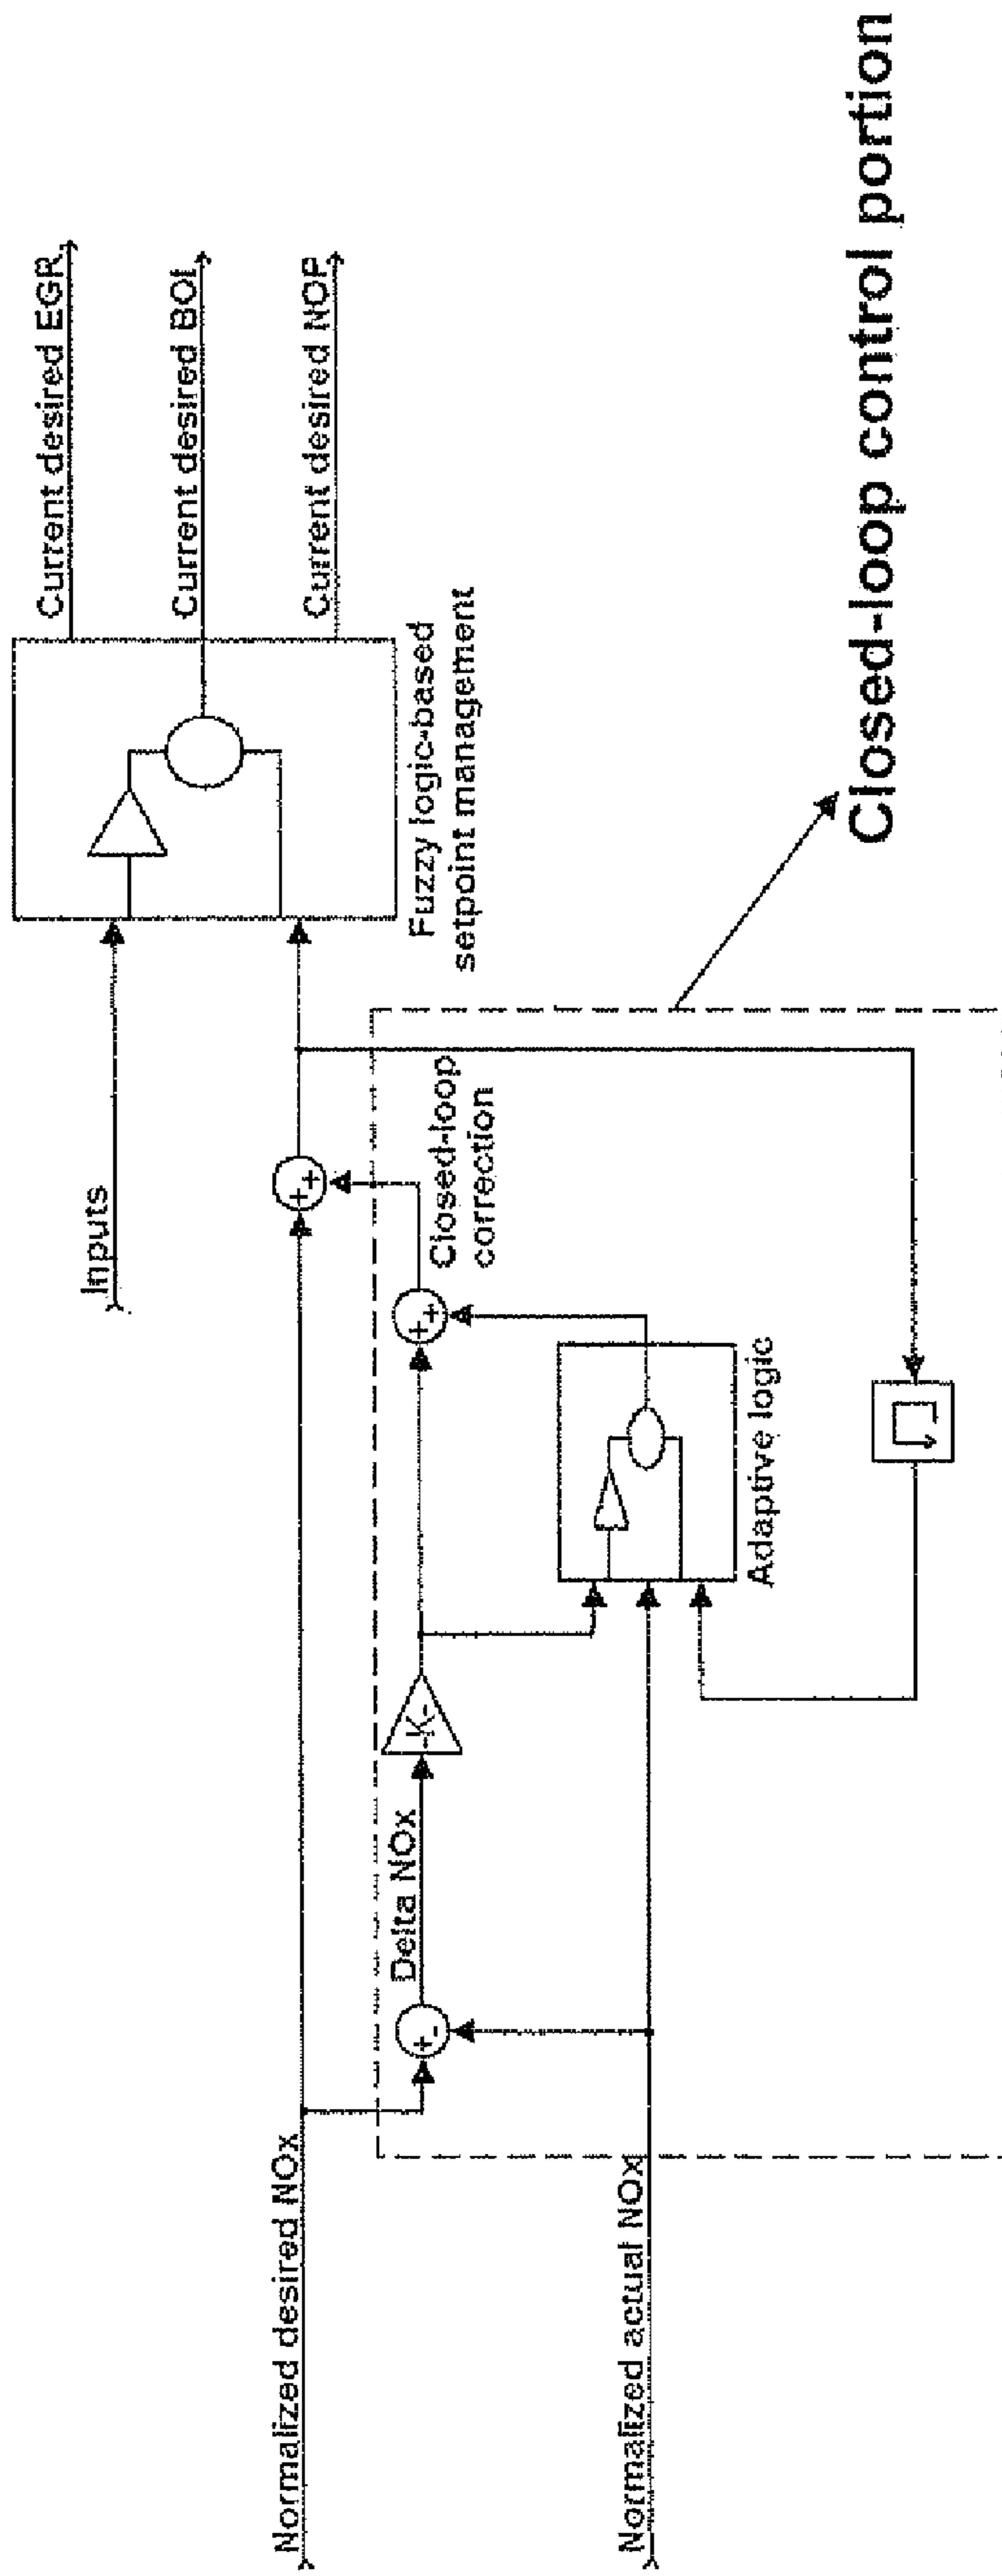 Normalized desired NOx
Normalized actual NOx
Delta NOx
-K-
Adaptive logic
Closed-loop
correction
Inputs
Fuzzy logic-based
setpoint management
Current desired EGR
Current desired BOI
Current desired NOP
Closed-loop control portion
+
-
+
+
+
+